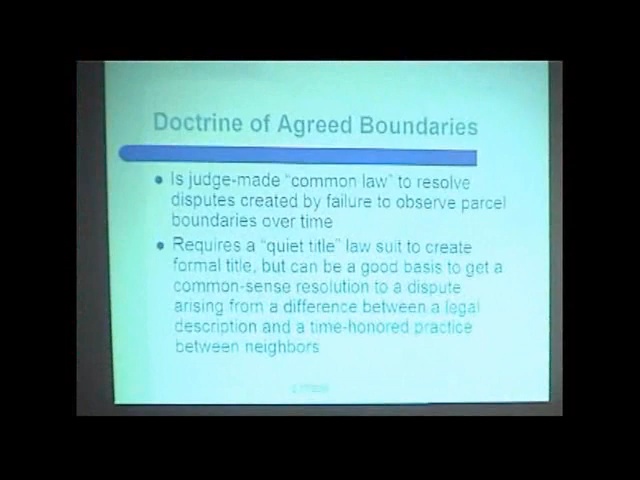 Doctrine of Agreed Boundaries
• Is judge-made "common law" to resolve
disputes created by failure to observe parcel
boundaries over time
• Requires a "quiet title" law suit to create
formal title, but can be a good basis to get a
common-sense resolution to a dispute
arising from a difference between a legal
description and a time-honored practice
between neighbors